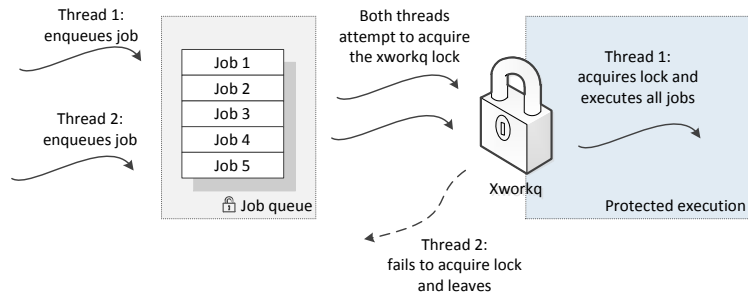 Thread 1:
enqueues job
Thread 2:
enqueues job
Job 1
Job 2
Job 3
Job 4
Job 5
Job queue
Both threads
attempt to acquire
the xworkq lock
Xworkq
Thread 1:
acquires lock and
executes all jobs
Protected execution
Thread 2:
fails to acquire lock
and leaves